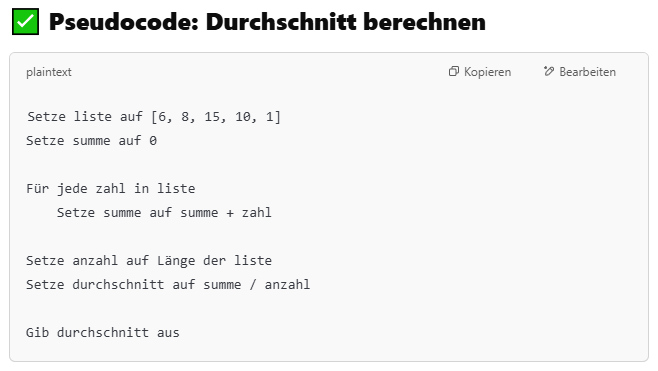 ✅ Pseudocode: Durchschnitt berechnen
plaintext Kopieren Bearbeiten
Setze liste auf [6, 8, 15, 10, 1]
Setze summe auf 0

Für jede zahl in liste
    Setze summe auf summe + zahl

Setze anzahl auf Länge der liste
Setze durchschnitt auf summe / anzahl

Gib durchschnitt aus